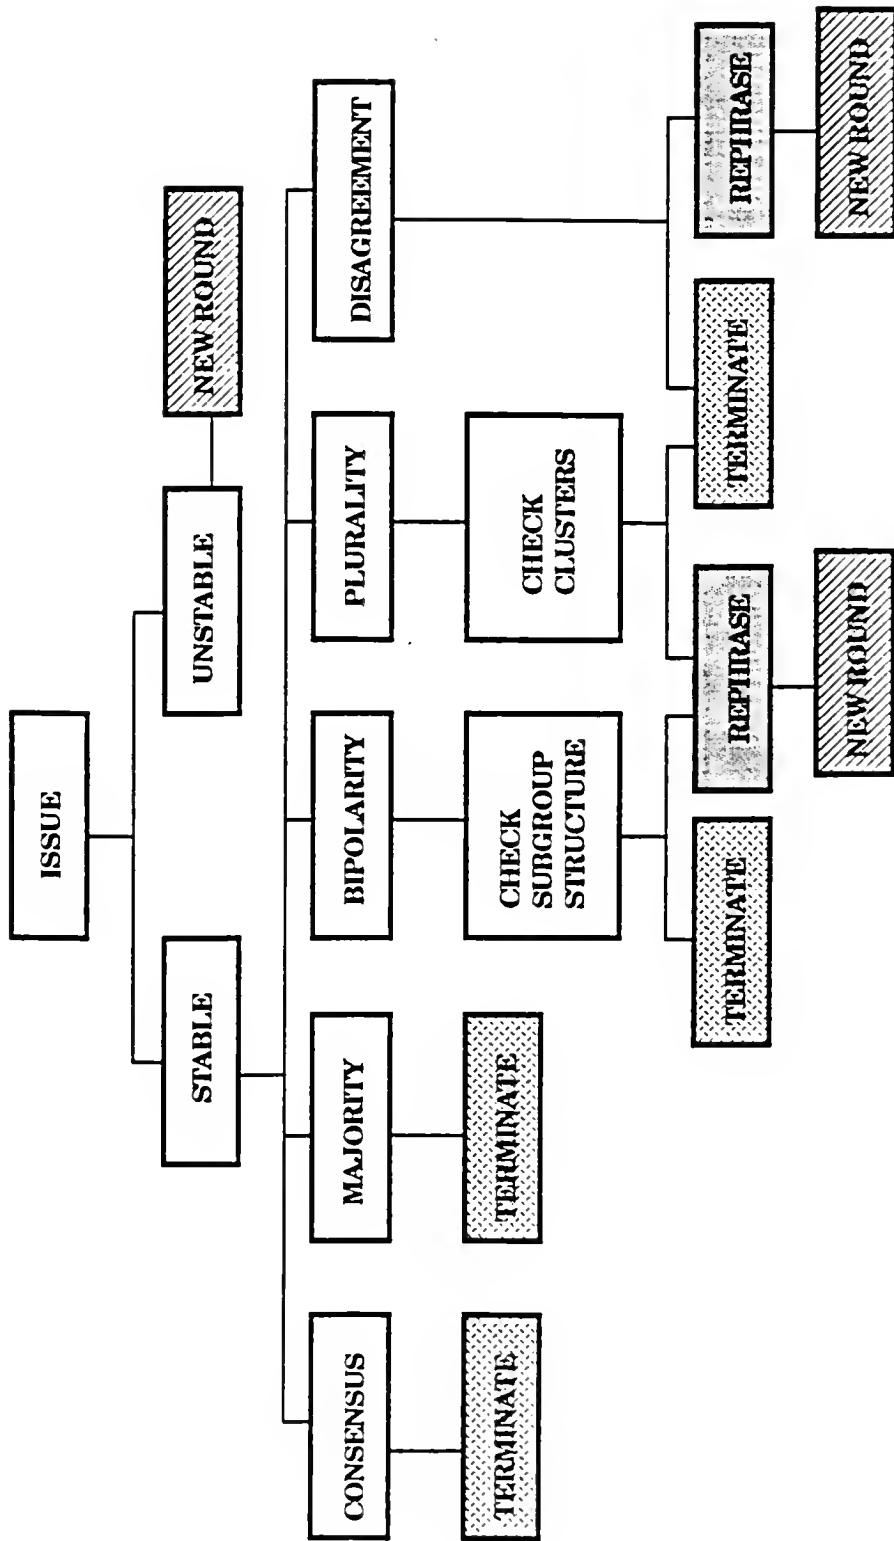 ISSUE
STABLE
UNSTABLE
NEW ROUND
CONSENSUS
MAJORITY
BIPOLARITY
PLURALITY
DISAGREEMENT
TERMINATE
TERMINATE
CHECK
SUBGROUP
STRUCTURE
CHECK
CLUSTERS
TERMINATE
REPHRASE
TERMINATE
REPHRASE
NEW ROUND
NEW ROUND